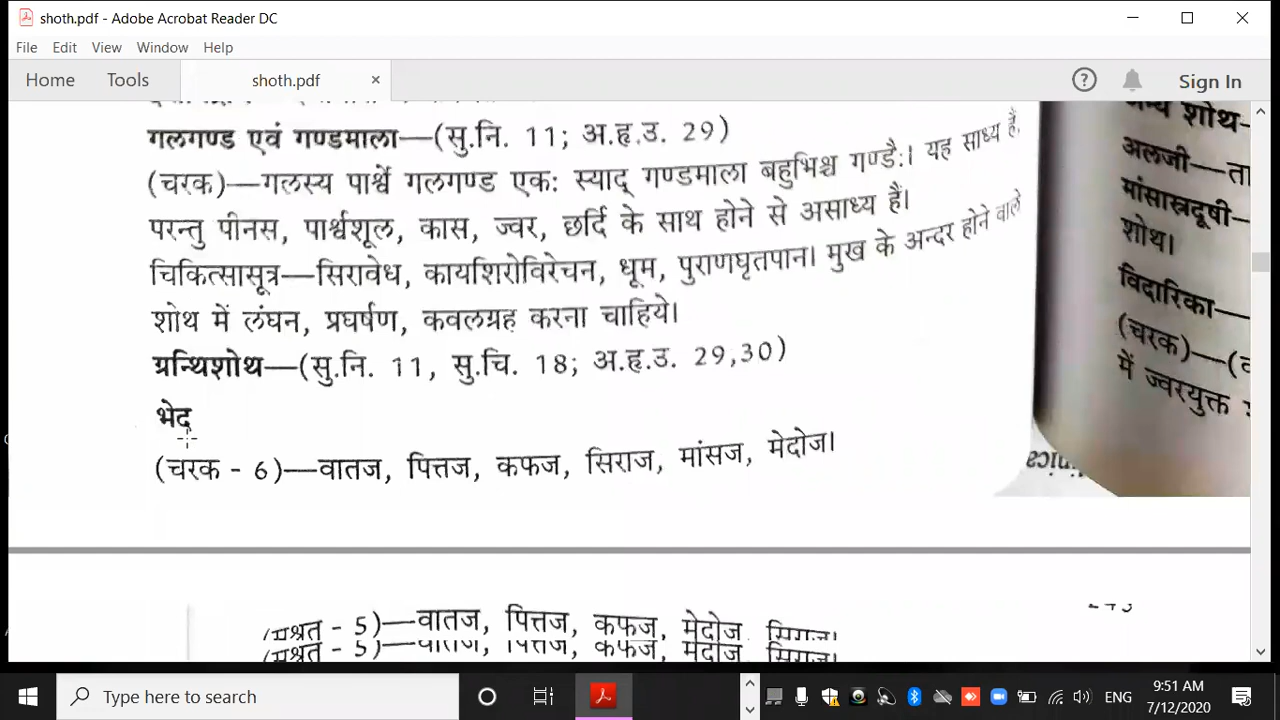 shoth.pdf - Adobe Acrobat Reader DC
File Edit View Window Help
Home Tools shoth.pdf × ? Sign In
गलगण्ड एवं गण्डमाला—(सु.नि. 11; अ.हृ.उ. 29)
(चरक)—गलस्य पार्श्वे गलगण्ड एकः स्याद् गण्डमाला बहुभिश्च गण्डैः। यह साध्य हैं,
परन्तु पीनस, पार्श्वशूल, कास, ज्वर, छर्दि के साथ होने से असाध्य हैं।
चिकित्सासूत्र—सिरावेध, कायशिरोविरेचन, धूम, पुराणघृतपान। मुख के अन्दर होने वाले
शोथ में लंघन, प्रघर्षण, कवलग्रह करना चाहिये।
ग्रन्थिशोथ—(सु.नि. 11, सु.चि. 18; अ.हृ.उ. 29,30)
भेद
(चरक - 6)—वातज, पित्तज, कफज, सिराज, मांसज, मेदोज।
शोथ-
अलजी—
मांसास्रदूषी-
शोथ।
विदारिका—
(चरक)—
में ज्वरयुक्त
- 5)—वातज, पित्तज, कफज, मेदोज,
Type here to search
ENG
9:51 AM
7/12/2020